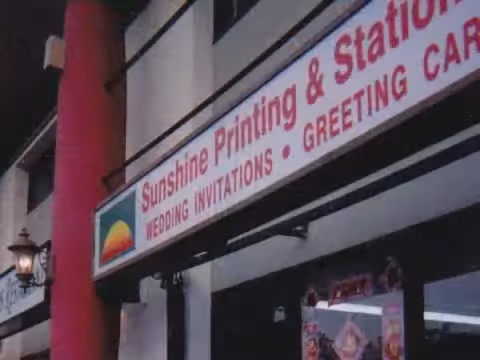 Sunshine Printing & Station
WEDDING INVITATIONS • GREETING CAR